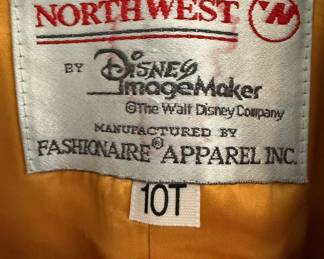 NORTHWEST
BY Disney
ImageMaker
©The Walt Disney Company
MANUFACTURED BY
FASHIONAIRE® APPAREL INC.
10T